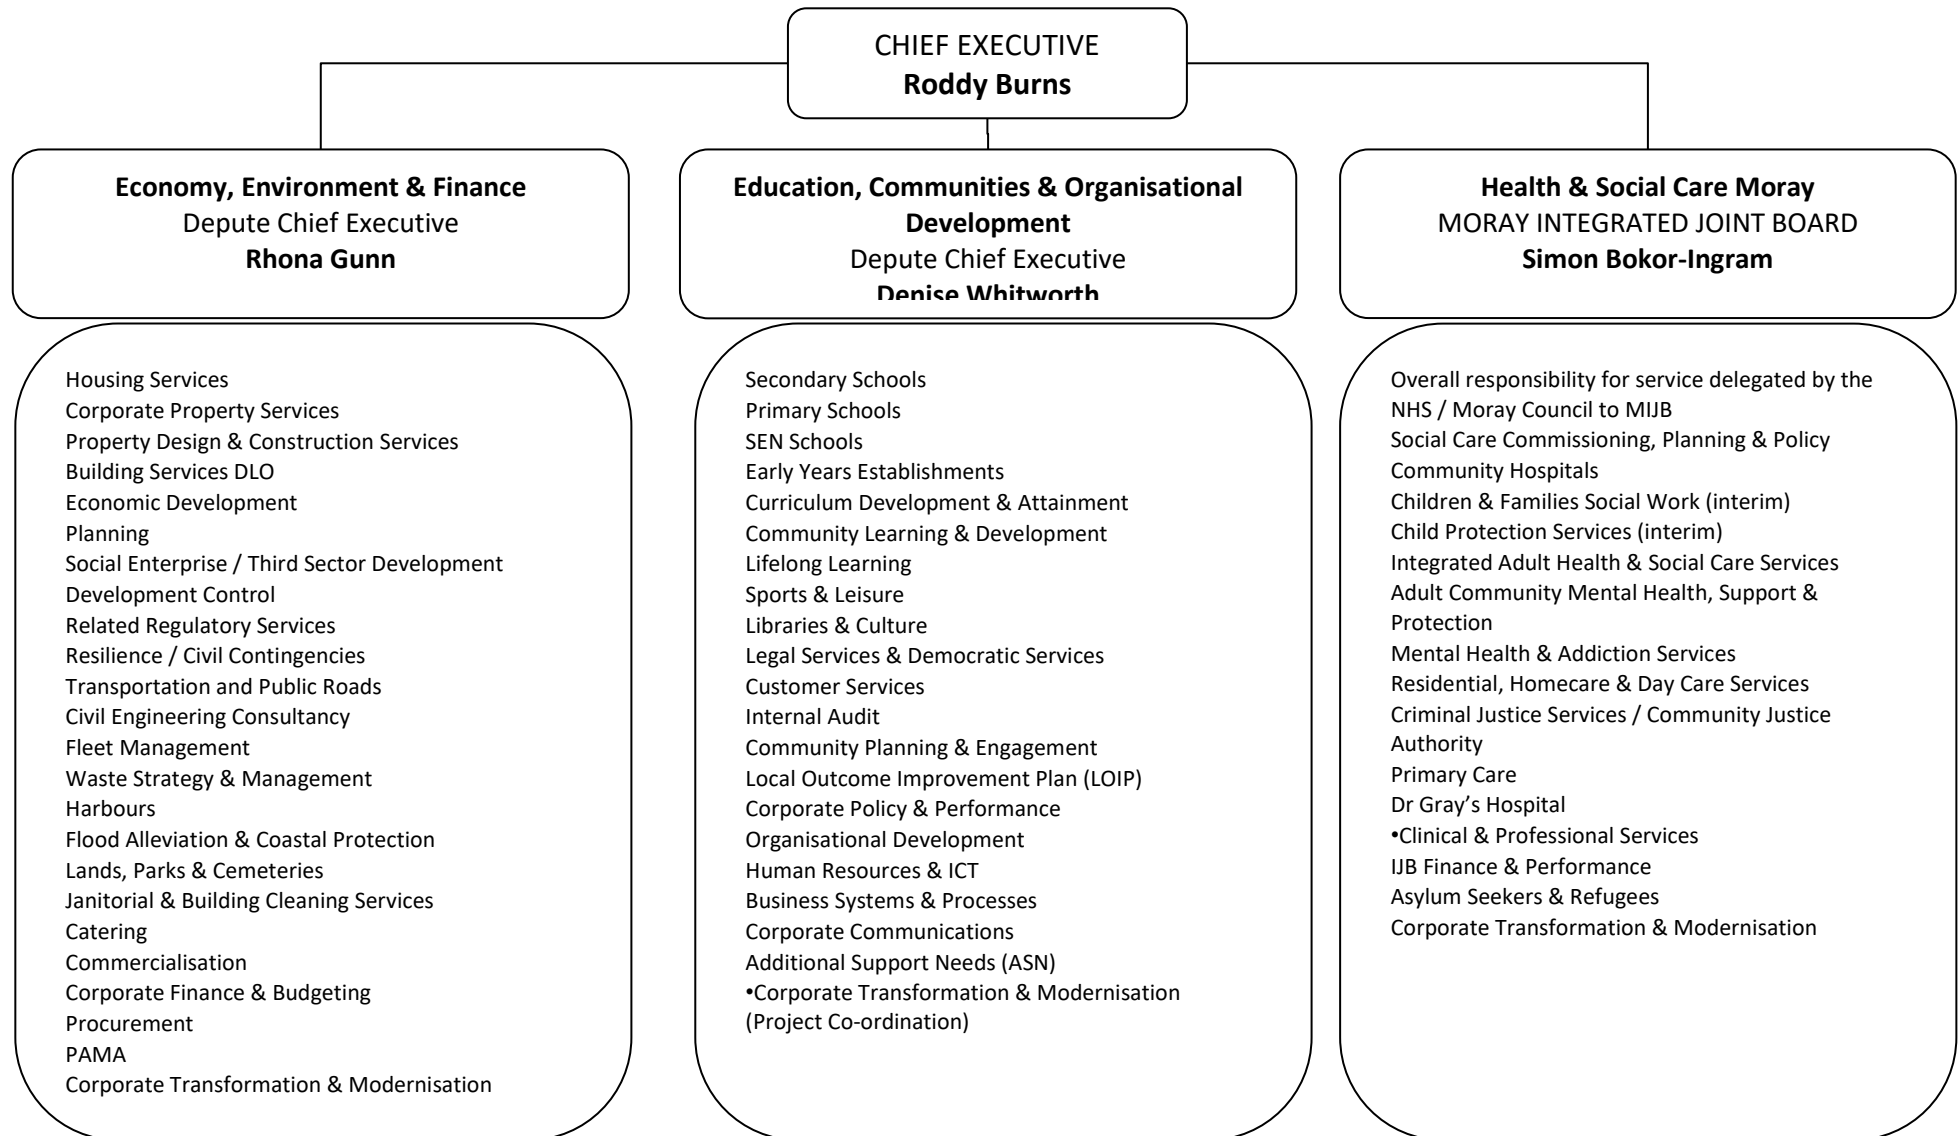 CHIEF EXECUTIVE
Roddy Burns
Economy, Environment & Finance
Depute Chief Executive
Rhona Gunn
Education, Communities & Organisational
Development
Depute Chief Executive
Denise Whitworth
Health & Social Care Moray
MORAY INTEGRATED JOINT BOARD
Simon Bokor-Ingram
Housing Services
Corporate Property Services
Property Design & Construction Services
Building Services DLO
Economic Development
Planning
Social Enterprise / Third Sector Development
Development Control
Related Regulatory Services
Resilience / Civil Contingencies
Transportation and Public Roads
Civil Engineering Consultancy
Fleet Management
Waste Strategy & Management
Harbours
Flood Alleviation & Coastal Protection
Lands, Parks & Cemeteries
Janitorial & Building Cleaning Services
Catering
Commercialisation
Corporate Finance & Budgeting
Procurement
PAMA
Corporate Transformation & Modernisation
Secondary Schools
Primary Schools
SEN Schools
Early Years Establishments
Curriculum Development & Attainment
Community Learning & Development
Lifelong Learning
Sports & Leisure
Libraries & Culture
Legal Services & Democratic Services
Customer Services
Internal Audit
Community Planning & Engagement
Local Outcome Improvement Plan (LOIP)
Corporate Policy & Performance
Organisational Development
Human Resources & ICT
Business Systems & Processes
Corporate Communications
Additional Support Needs (ASN)
•Corporate Transformation & Modernisation
(Project Co-ordination)
Overall responsibility for service delegated by the
NHS / Moray Council to MIJB
Social Care Commissioning, Planning & Policy
Community Hospitals
Children & Families Social Work (interim)
Child Protection Services (interim)
Integrated Adult Health & Social Care Services
Adult Community Mental Health, Support &
Protection
Mental Health & Addiction Services
Residential, Homecare & Day Care Services
Criminal Justice Services / Community Justice
Authority
Primary Care
Dr Gray’s Hospital
•Clinical & Professional Services
IJB Finance & Performance
Asylum Seekers & Refugees
Corporate Transformation & Modernisation